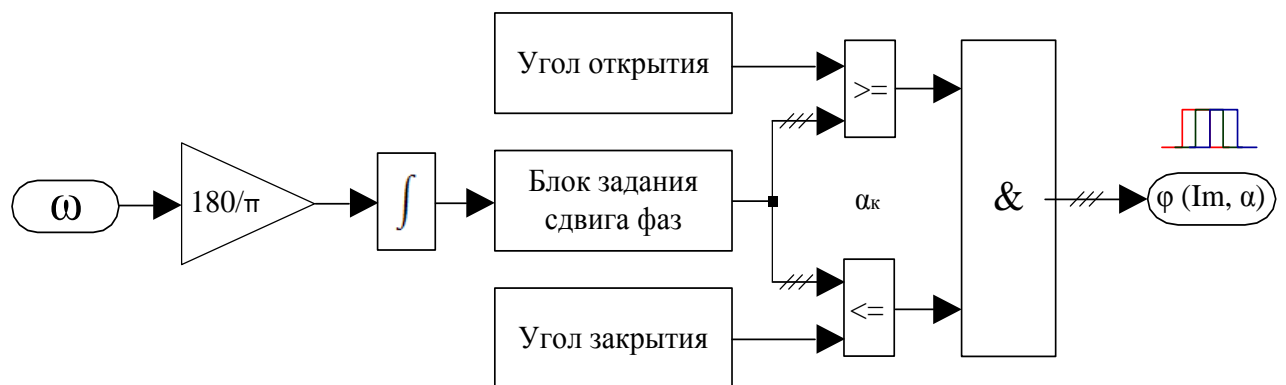 Угол открытия
>=
ω
180/π
∫
Блок задания
сдвига фаз
αк
&
φ (Im, α)
<=
Угол закрытия